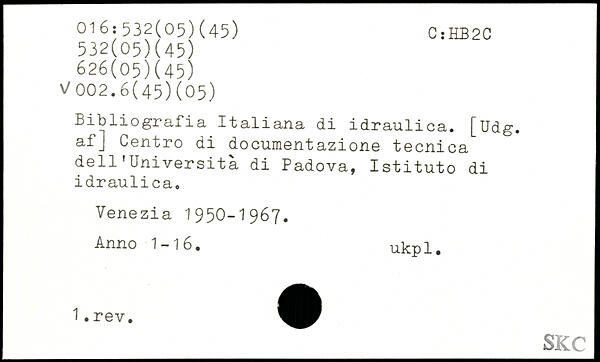 016:532(05)(45) C:HB2C
532(05)(45)
626(05)(45)
√ 002.6(45)(05)
Bibliografia Italiana di idraulica. [Udg.
af] Centro di documentazione tecnica
dell'Università di Padova, Istituto di
idraulica.
Venezia 1950-1967.
Anno 1-16. ukpl.
1.rev.
SKC